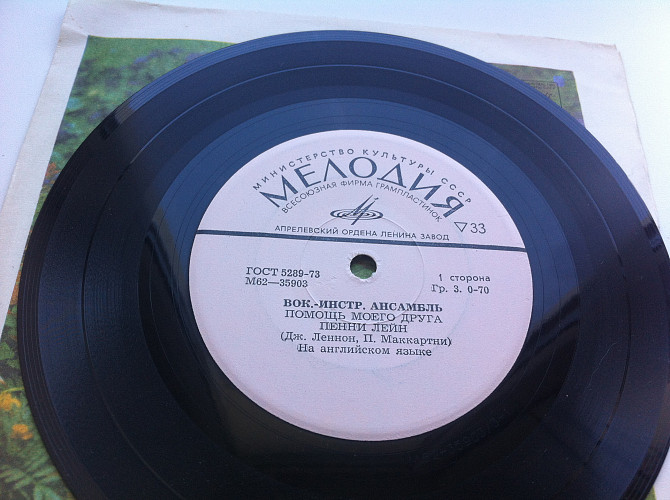 МИНИСТЕРСТВО КУЛЬТУРЫ СССР
МЕЛОДИЯ
ВСЕСОЮЗНАЯ ФИРМА ГРАМПЛАСТИНОК
▽33
АПРЕЛЕВСКИЙ ОРДЕНА ЛЕНИНА ЗАВОД
ГОСТ 5289-73
М62—35903
1 сторона
Гр. 3. 0-70
ВОК.-ИНСТР. АНСАМБЛЬ
ПОМОЩЬ МОЕГО ДРУГА
ПЕННИ ЛЕЙН
(Дж. Леннон, П. Маккартни)
На английском языке